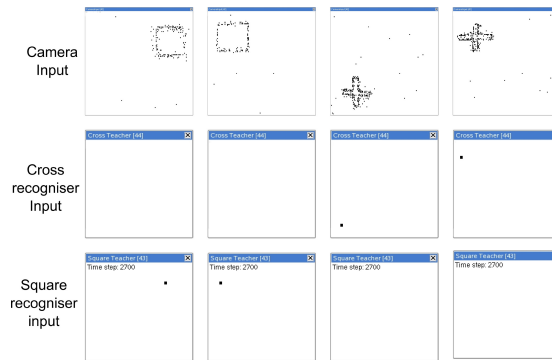 Camera
Input
Cross
recogniser
Input
Cross Teacher [44]
Cross Teacher [44]
Cross Teacher [44]
Cross Teacher [44]
Square
recogniser
input
Square Teacher [43]
Time step: 2700
Square Teacher [43]
Time step: 2700
Square Teacher [43]
Time step: 2700
Square Teacher [43]
Time step: 2700